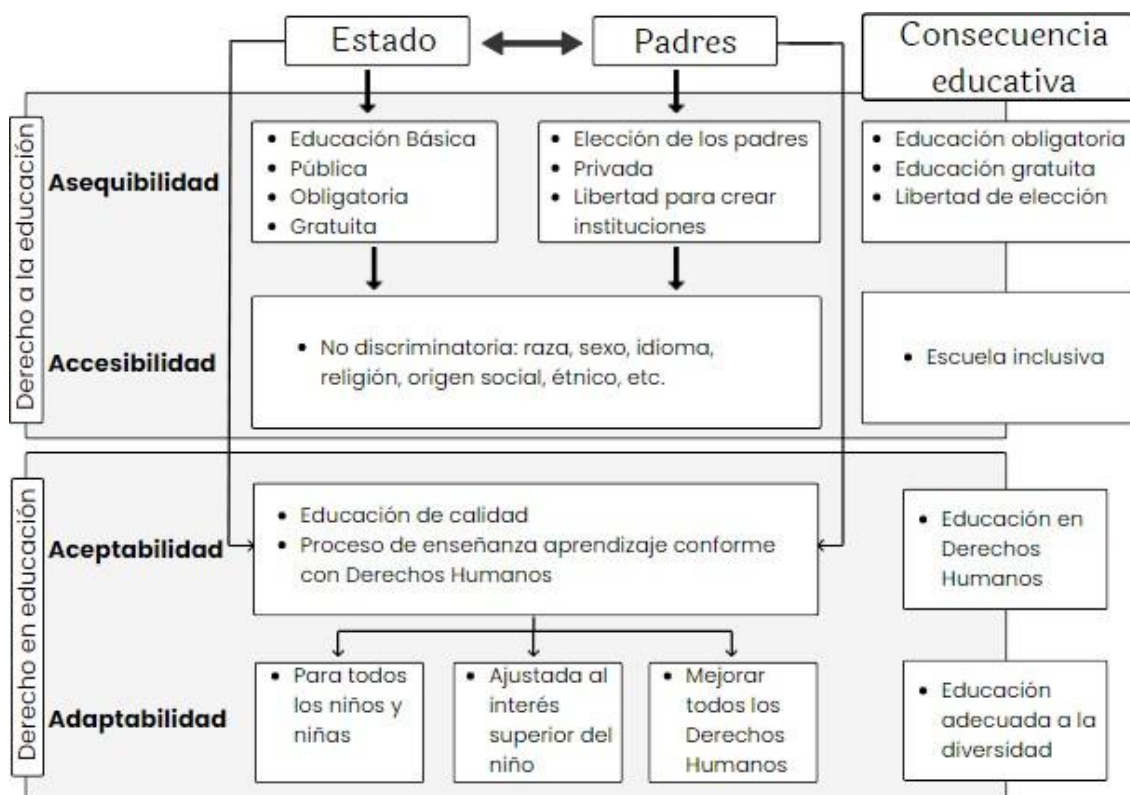 Estado
Padres
Consecuencia
educativa
Derecho a la educación
Asequibilidad
• Educación Básica
• Pública
• Obligatoria
• Gratuita
• Elección de los padres
• Privada
• Libertad para crear
instituciones
• Educación obligatoria
• Educación gratuita
• Libertad de elección
Accesibilidad
• No discriminatoria: raza, sexo, idioma,
religión, origen social, étnico, etc.
• Escuela inclusiva
Derecho en educación
Aceptabilidad
• Educación de calidad
• Proceso de enseñanza aprendizaje conforme
con Derechos Humanos
• Educación en
Derechos
Humanos
Adaptabilidad
• Para todos
los niños y
niñas
• Ajustada al
interés
superior del
niño
• Mejorar
todos los
Derechos
Humanos
• Educación
adecuada a la
diversidad